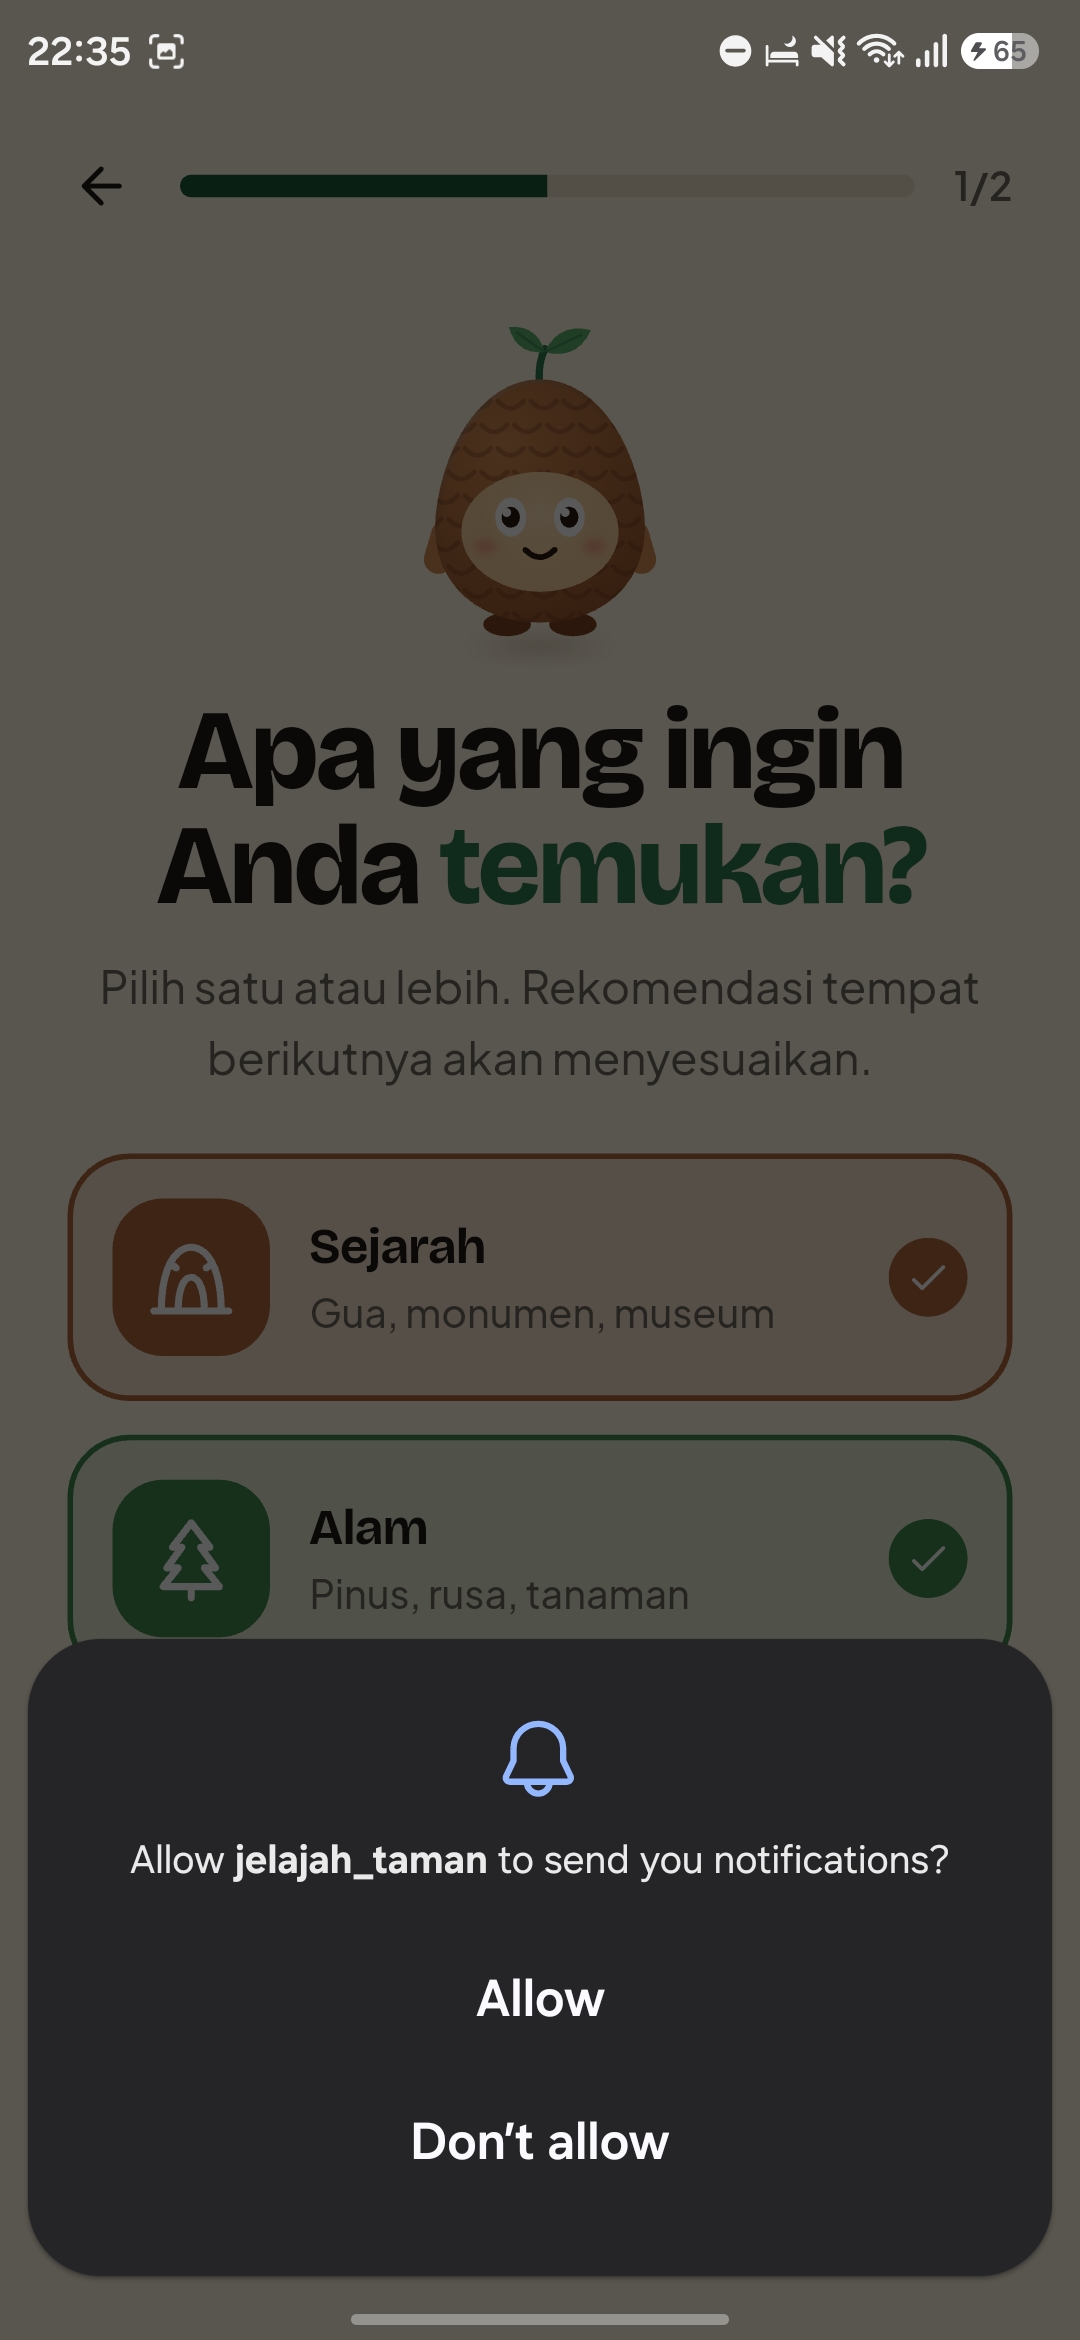 22:35
65
1/2
Apa yang ingin
Anda temukan?
Pilih satu atau lebih. Rekomendasi tempat
berikutnya akan menyesuaikan.
Sejarah
Gua, monumen, museum
Alam
Pinus, rusa, tanaman
Allow jelajah_taman to send you notifications?
Allow
Don’t allow